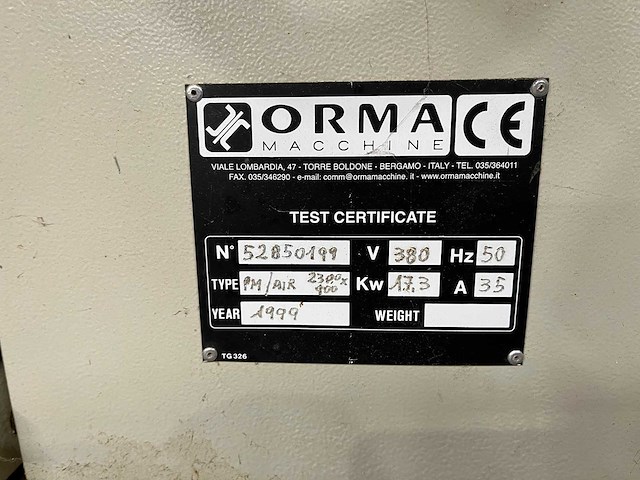 ORMA CE
MACCHINE
VIALE LOMBARDIA, 47 - TORRE BOLDONE - BERGAMO - ITALY - TEL. 035/364011
FAX. 035/346290 - e-mail: comm@ormamacchine.it - www.ormamacchine.it
TEST CERTIFICATE
N° 52850199 V 380 Hz 50
TYPE PM/AIR 2300x900 Kw 17,3 A 35
YEAR 1999 WEIGHT
TG326